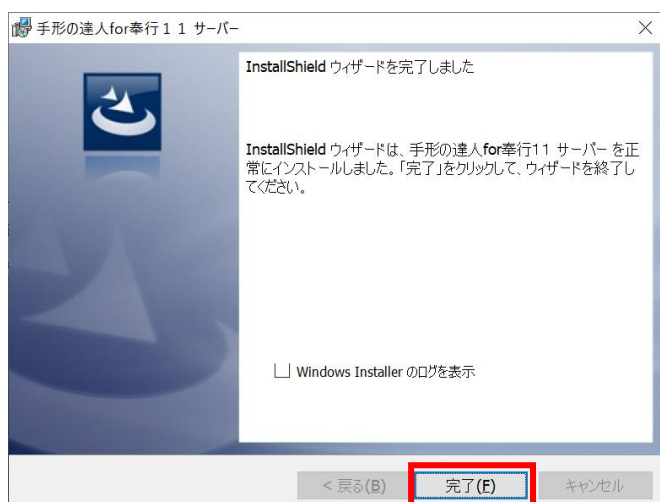 手形の達人for奉行１１ サーバー
InstallShield ウィザードを完了しました
InstallShield ウィザードは、手形の達人for奉行11 サーバー を正
常にインストールしました。「完了」をクリックして、ウィザードを終了し
てください。
Windows Installer のログを表示
< 戻る(B) 完了(F) キャンセル